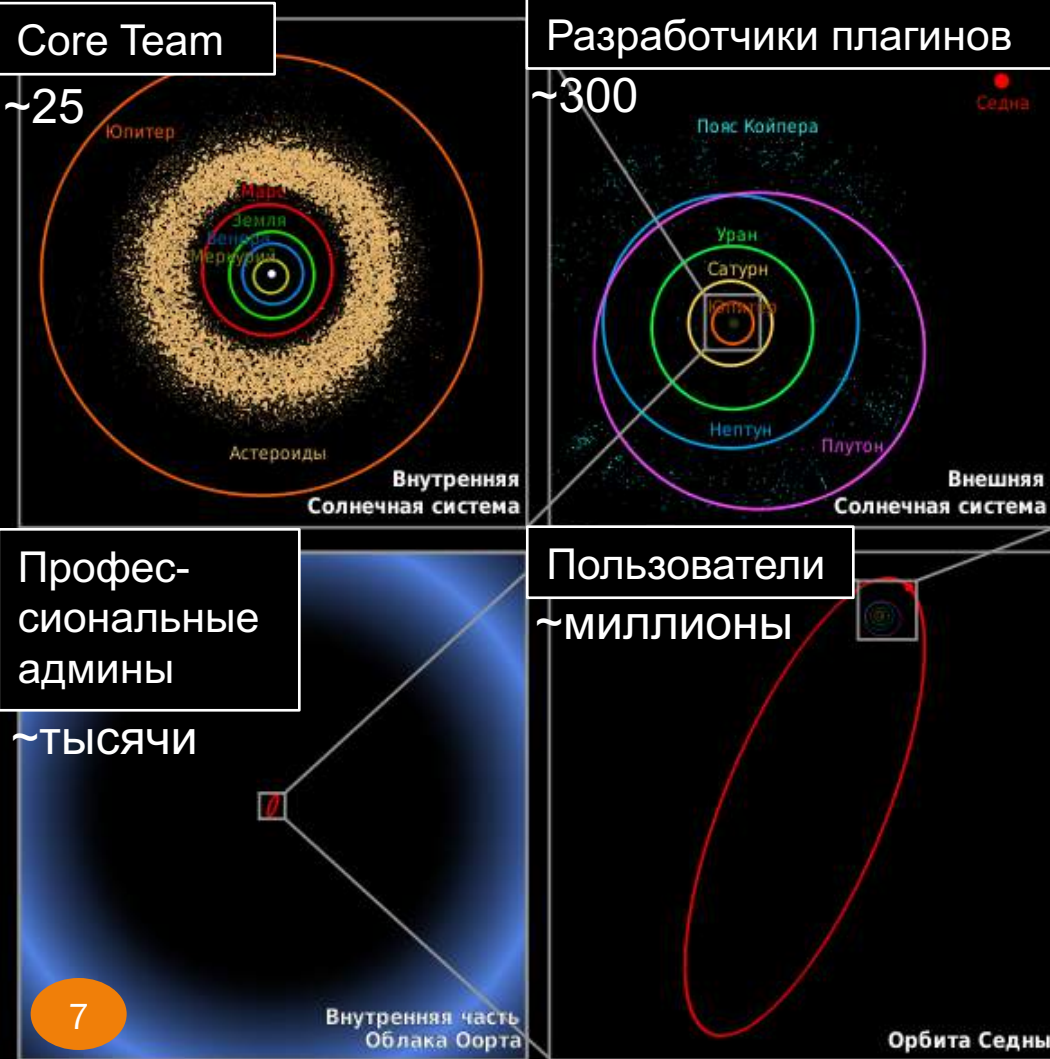 Core Team
~25
Юпитер
Марс
Земля
Венера
Меркурий
Астероиды
Внутренняя
Солнечная система
Разработчики плагинов
~300
Седна
Пояс Койпера
Уран
Сатурн
Юпитер
Нептун
Плутон
Внешняя
Солнечная система
Профес-
сиональные
админы
~тысячи
7
Внутренняя часть
Облака Оорта
Пользователи
~миллионы
Орбита Седны